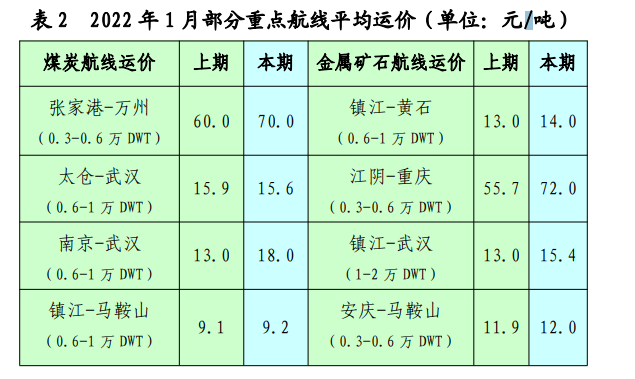 表2 2022年1月部分重点航线平均运价（单位：元/吨）
煤炭航线运价 上期 本期 金属矿石航线运价 上期 本期
张家港-万州
(0.3-0.6万DWT) 60.0 70.0 镇江-黄石
(0.6-1万DWT) 13.0 14.0
太仓-武汉
(0.6-1万DWT) 15.9 15.6 江阴-重庆
(0.3-0.6万DWT) 55.7 72.0
南京-武汉
(0.6-1万DWT) 13.0 18.0 镇江-武汉
(1-2万DWT) 13.0 15.4
镇江-马鞍山
(0.6-1万DWT) 9.1 9.2 安庆-马鞍山
(0.3-0.6万DWT) 11.9 12.0